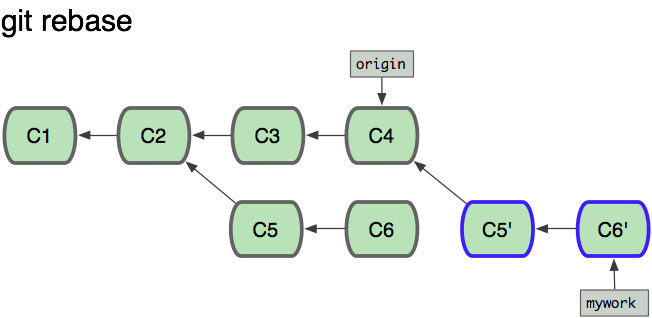 git rebase
origin
C1 C2 C3 C4
C5 C6 C5' C6'
mywork